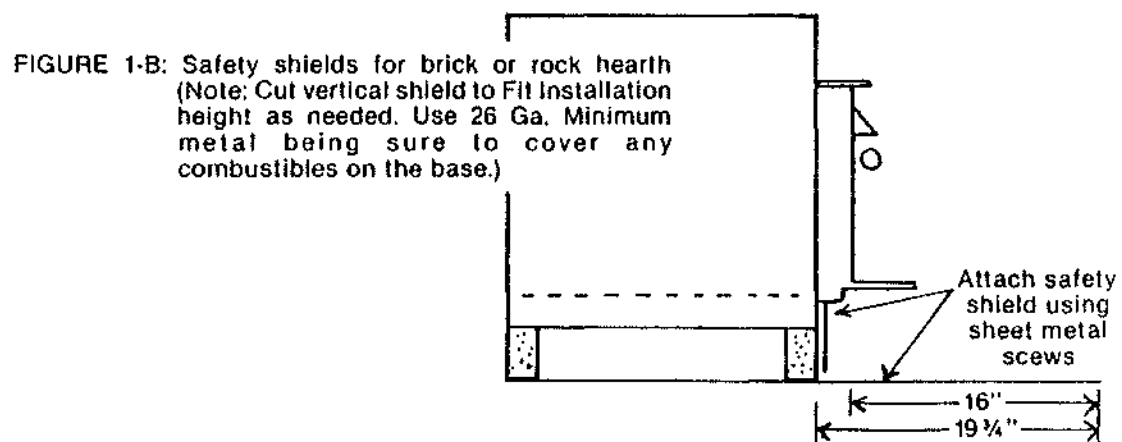 FIGURE 1-B: Safety shields for brick or rock hearth
(Note: Cut vertical shield to Fit Installation
height as needed. Use 26 Ga. Minimum
metal being sure to cover any
combustibles on the base.)
Attach safety
shield using
sheet metal
scews
16"
19 3/4"